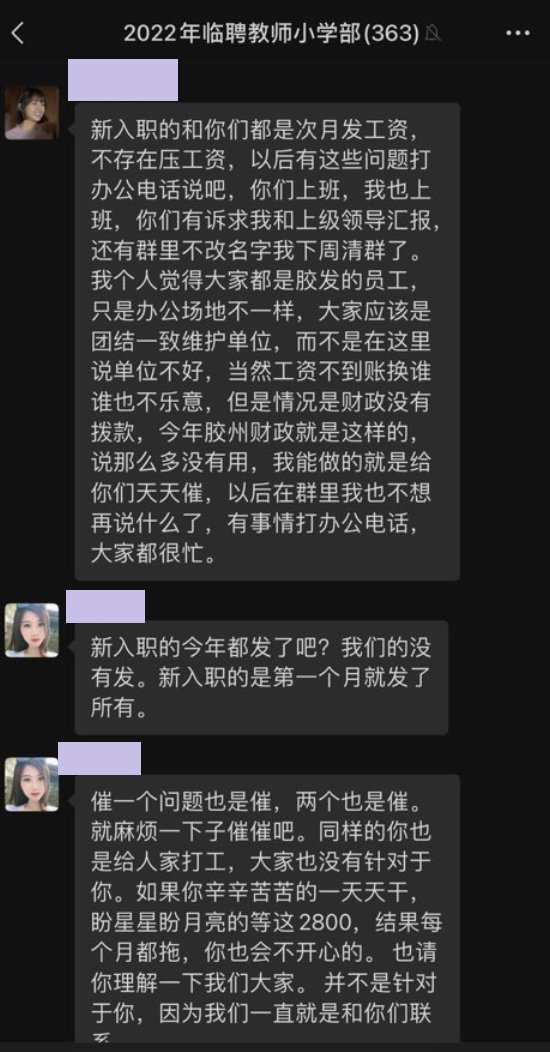 2022年临聘教师小学部(363)
新入职的和你们都是次月发工资，
不存在压工资，以后有这些问题打
办公电话说吧，你们上班，我也上
班，你们有诉求我和上级领导汇报，
还有群里不改名字我下周清群了。
我个人觉得大家都是胶发的员工，
只是办公场地不一样，大家应该是
团结一致维护单位，而不是在这里
说单位不好，当然工资不到账换谁
谁也不乐意，但是情况是财政没有
拨款，今年胶州财政就是这样的，
说那么多没有用，我能做的就是给
你们天天催，以后在群里我也不想
再说什么了，有事情打办公电话，
大家都很忙。
新入职的今年都发了吧？我们的没
有发。新入职的是第一个月就发了
所有。
催一个问题也是催，两个也是催。
就麻烦一下子催催吧。同样的你也
是给人家打工，大家也没有针对于
你。如果你辛辛苦苦的一天天干，
盼星星盼月亮的等这2800，结果每
个月都拖，你也会不开心的。 也请
你理解一下我们大家。 并不是针对
于你，因为我们一直就是和你们联